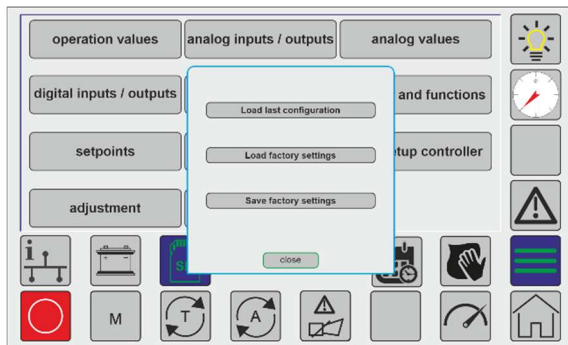 operation values
analog inputs / outputs
analog values
digital inputs / outputs
and functions
Load last configuration
setpoints
Load factory settings
tup controller
adjustment
Save factory settings
close
i
S
M
T
A